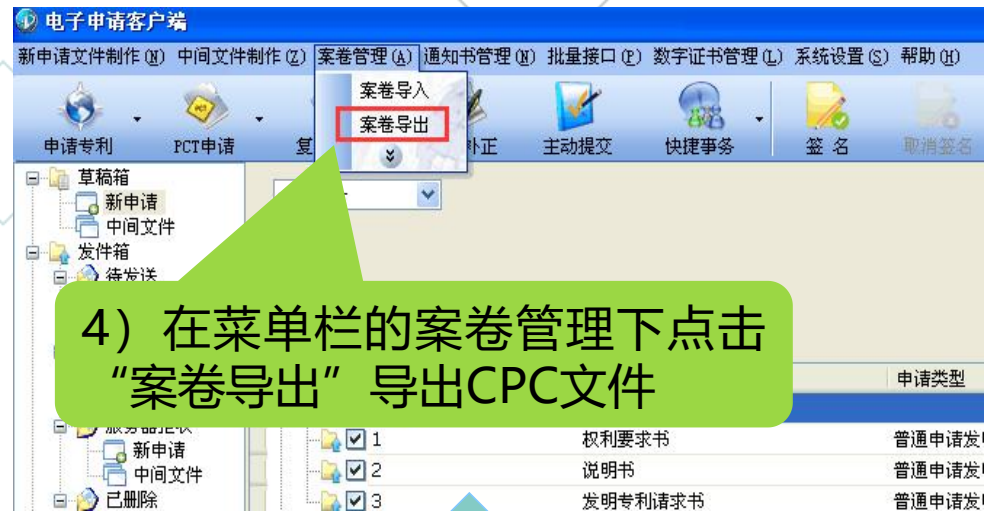 电子申请客户端
新申请文件制作(N) 中间文件制作(Z) 案卷管理(A) 通知书管理(N) 批量接口(P) 数字证书管理(L) 系统设置(S) 帮助(H)
案卷导入
案卷导出
申请专利 PCT申请 复 补正 主动提交 快捷事务 签名 取消签名
草稿箱
新申请
中间文件
发件箱
待发送
4）在菜单栏的案卷管理下点击
“案卷导出”导出CPC文件
申请类型
服务器拒收
新申请
中间文件
已删除
1 权利要求书 普通申请发
2 说明书 普通申请发
3 发明专利请求书 普通申请发